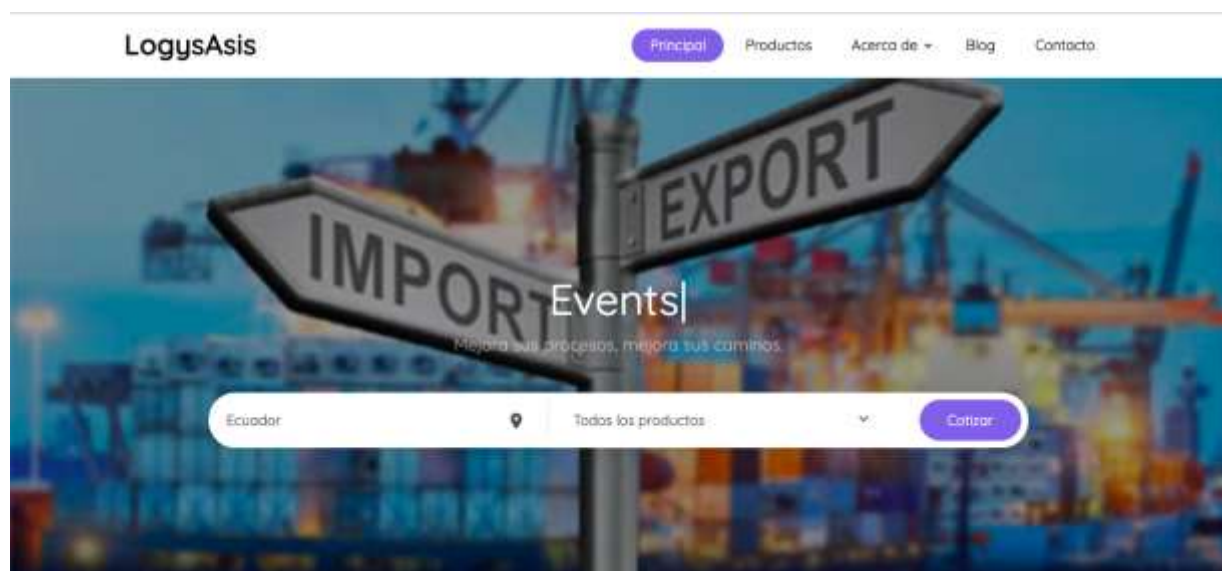 LogysAsis
Principal Productos Acerca de Blog Contacto
EXPORT
IMPORT
Events|
Mejora sus procesos, mejora sus caminos.
Ecuador Todos los productos Cotizar